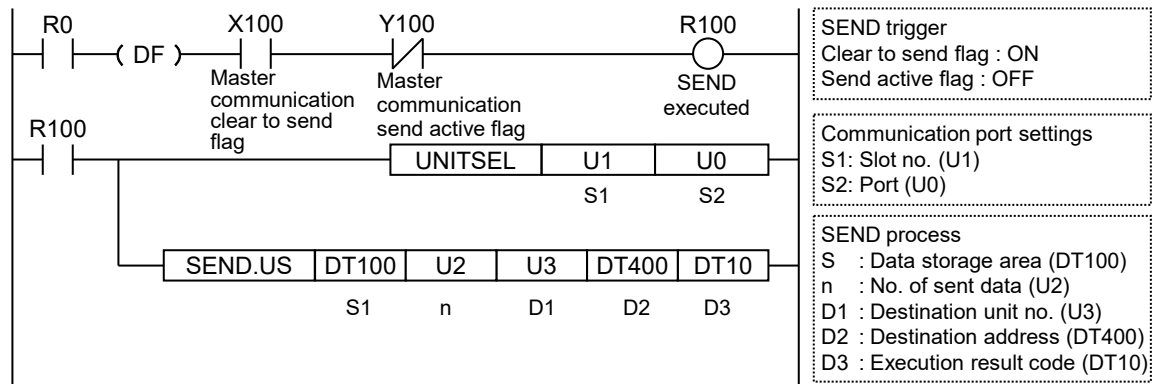 R0
( DF )
X100
Y100
R100
Master
communication
clear to send
flag
Master
communication
send active flag
SEND
executed
SEND trigger
Clear to send flag : ON
Send active flag : OFF
R100
UNITSEL U1 U0
S1 S2
Communication port settings
S1: Slot no. (U1)
S2: Port (U0)
SEND.US DT100 U2 U3 DT400 DT10
S1 n D1 D2 D3
SEND process
S : Data storage area (DT100)
n : No. of sent data (U2)
D1 : Destination unit no. (U3)
D2 : Destination address (DT400)
D3 : Execution result code (DT10)